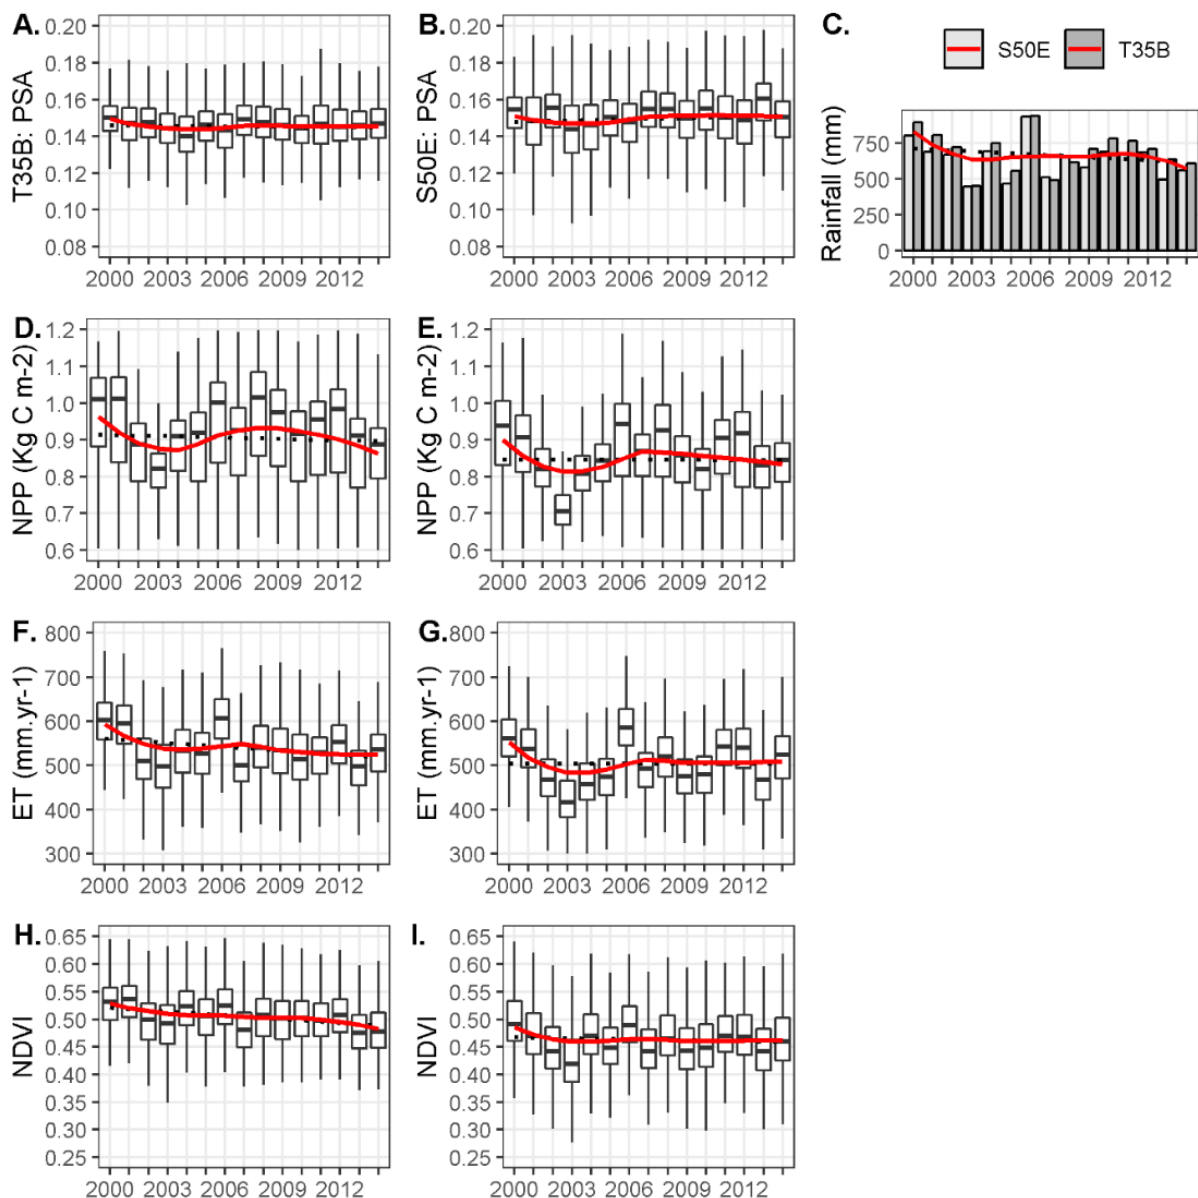 A.
T35B: PSA
0.20
0.18
0.16
0.14
0.12
0.10
0.08
2000 2003 2006 2009 2012
B.
S50E: PSA
0.20
0.18
0.16
0.14
0.12
0.10
0.08
2000 2003 2006 2009 2012
C.
S50E T35B
Rainfall (mm)
750
500
250
0
2000 2003 2006 2009 2012
D.
NPP (Kg C m-2)
1.2
1.1
1.0
0.9
0.8
0.7
0.6
2000 2003 2006 2009 2012
E.
NPP (Kg C m-2)
1.2
1.1
1.0
0.9
0.8
0.7
0.6
2000 2003 2006 2009 2012
F.
ET (mm.yr-1)
800
700
600
500
400
300
2000 2003 2006 2009 2012
G.
ET (mm.yr-1)
800
700
600
500
400
300
2000 2003 2006 2009 2012
H.
NDVI
0.65
0.60
0.55
0.50
0.45
0.40
0.35
0.30
0.25
2000 2003 2006 2009 2012
I.
NDVI
0.65
0.60
0.55
0.50
0.45
0.40
0.35
0.30
0.25
2000 2003 2006 2009 2012